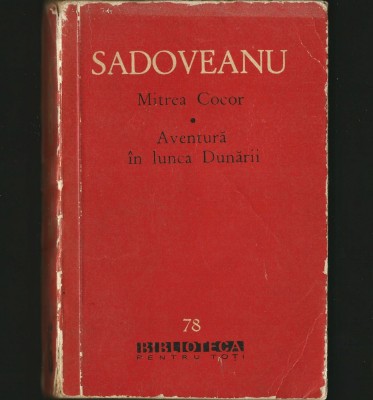 SADOVEANU
Mitrea Cocor
•
Aventură
în lunca Dunării
78
BIBLIOTECA
PENTRU TOȚI